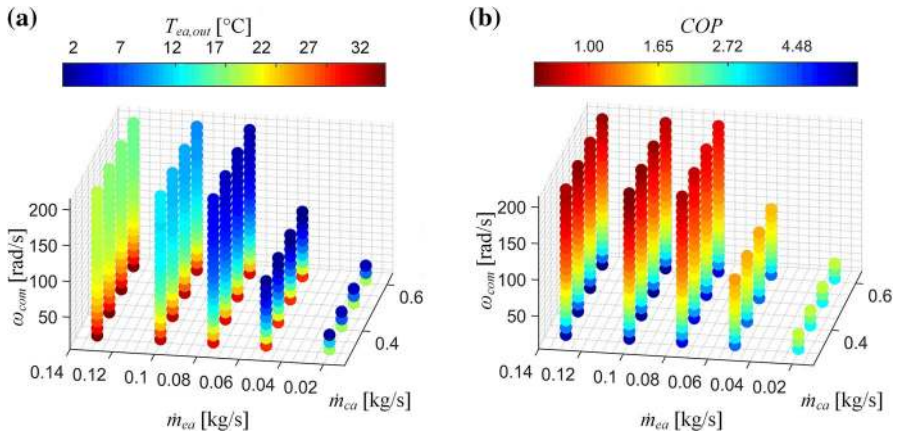 (a)
T_ea,out [°C]
2 7 12 17 22 27 32
ω_com [rad/s]
200
150
100
50
0.14 0.12 0.1 0.08 0.06 0.04 0.02
0.4
0.6
ṁ_ea [kg/s]
ṁ_ca [kg/s]
(b)
COP
1.00 1.65 2.72 4.48
ω_com [rad/s]
200
150
100
50
0.14 0.12 0.1 0.08 0.06 0.04 0.02
0.4
0.6
ṁ_ea [kg/s]
ṁ_ca [kg/s]